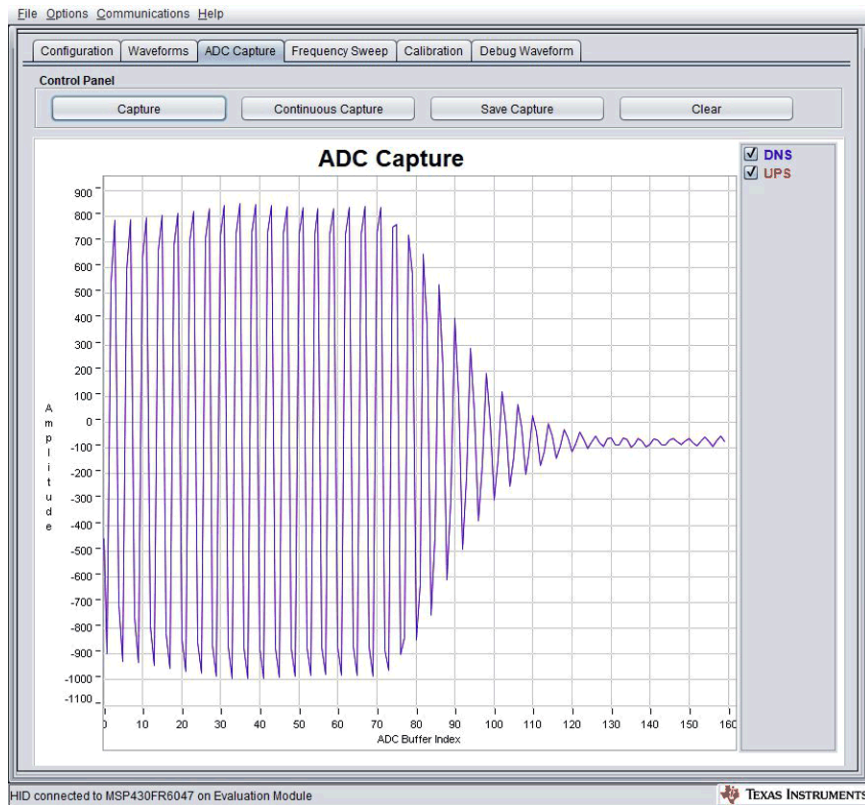 File Options Communications Help
Configuration Waveforms ADC Capture Frequency Sweep Calibration Debug Waveform
Control Panel
Capture Continuous Capture Save Capture Clear
ADC Capture
DNS
UPS
900
800
700
600
500
400
300
200
100
0
-100
-200
-300
-400
-500
-600
-700
-800
-900
-1000
-1100
Amplitude
0 10 20 30 40 50 60 70 80 90 100 110 120 130 140 150 160
ADC Buffer Index
HID connected to MSP430FR6047 on Evaluation Module
TEXAS INSTRUMENTS